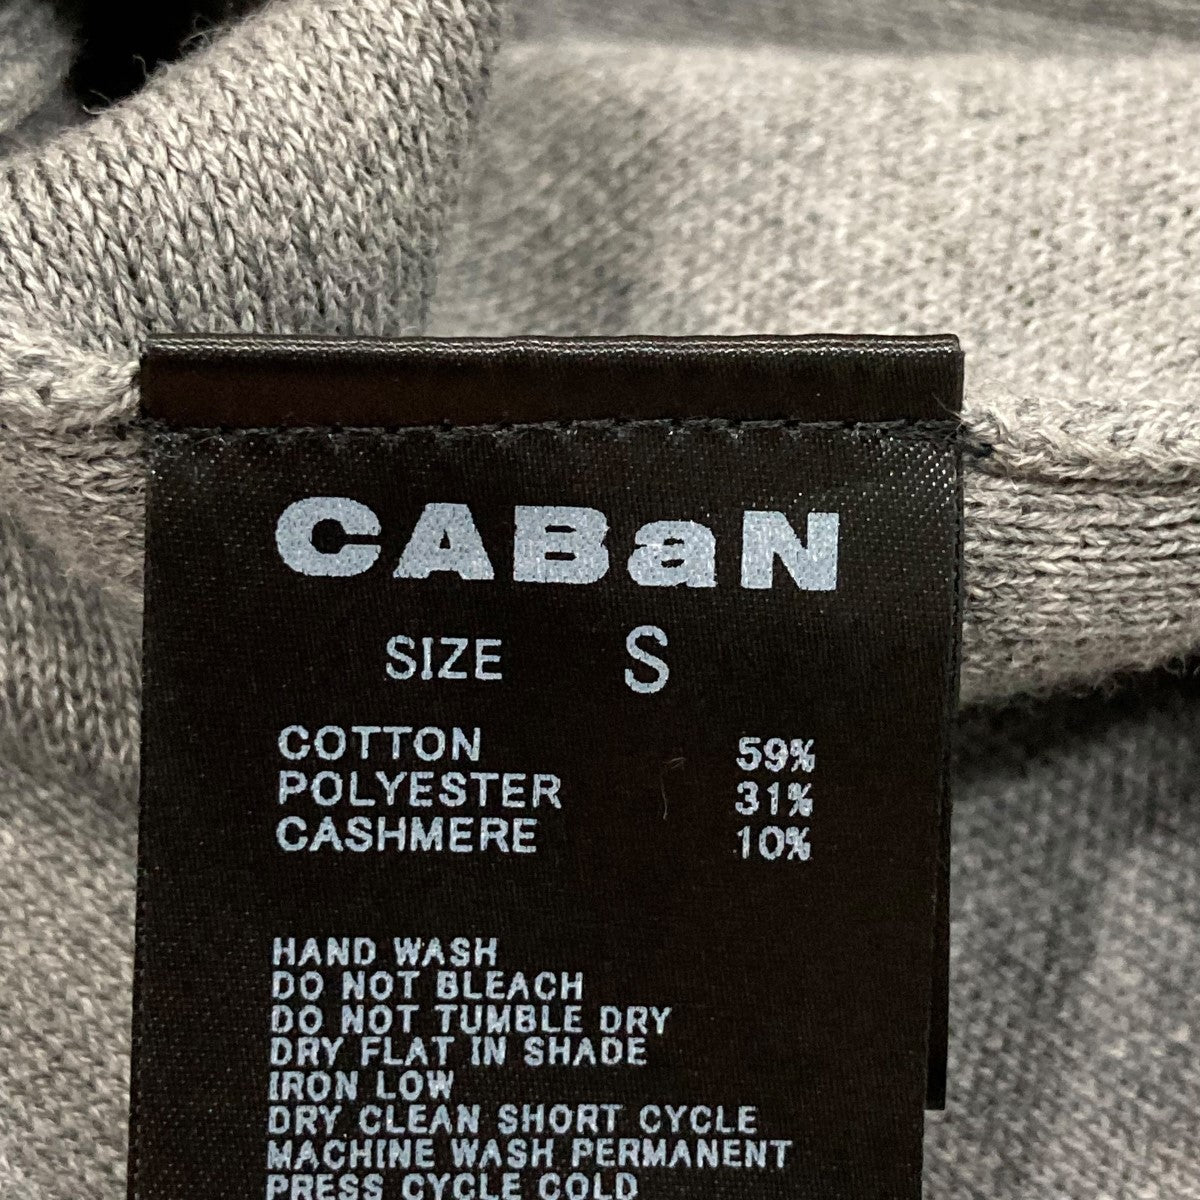 CABaN
SIZE S
COTTON 59%
POLYESTER 31%
CASHMERE 10%
HAND WASH
DO NOT BLEACH
DO NOT TUMBLE DRY
DRY FLAT IN SHADE
IRON LOW
DRY CLEAN SHORT CYCLE
MACHINE WASH PERMANENT
PRESS CYCLE COLD